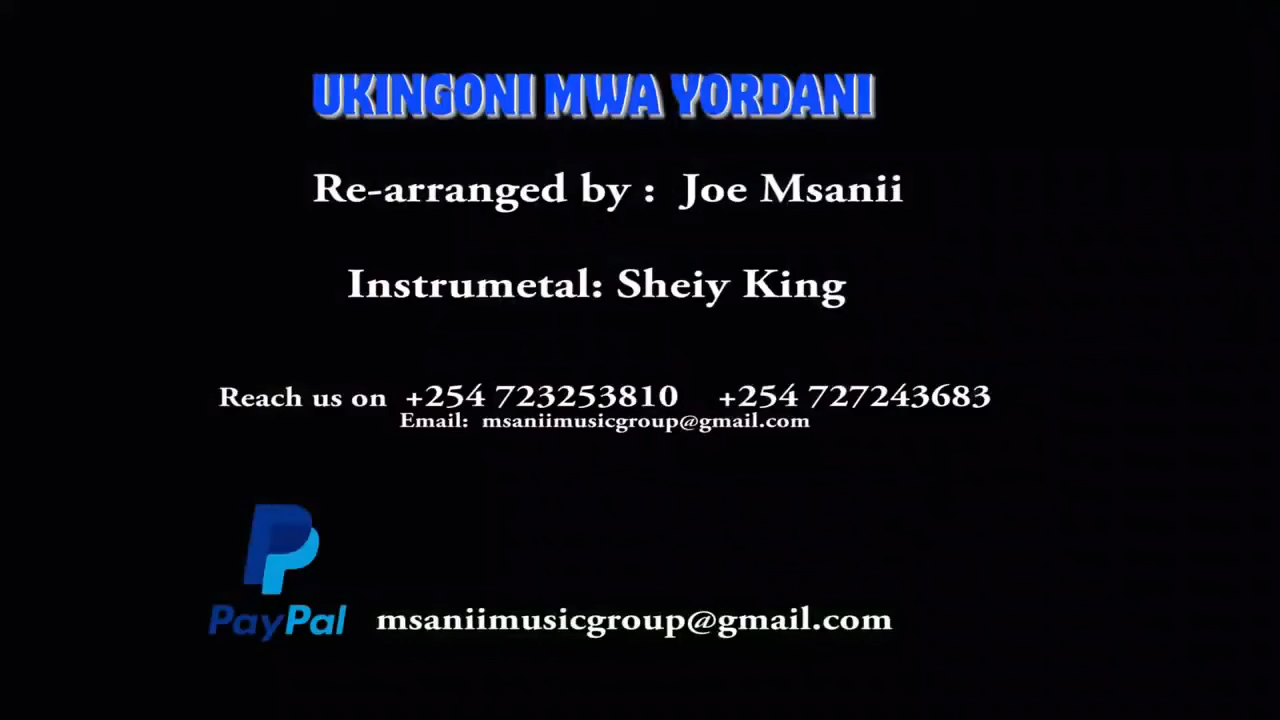 UKINGONI MWA YORDANI
Re-arranged by : Joe Msanii
Instrumetal: Sheiy King
Reach us on +254 723253810 +254 727243683
Email: msaniimusicgroup@gmail.com
PayPal msaniimusicgroup@gmail.com